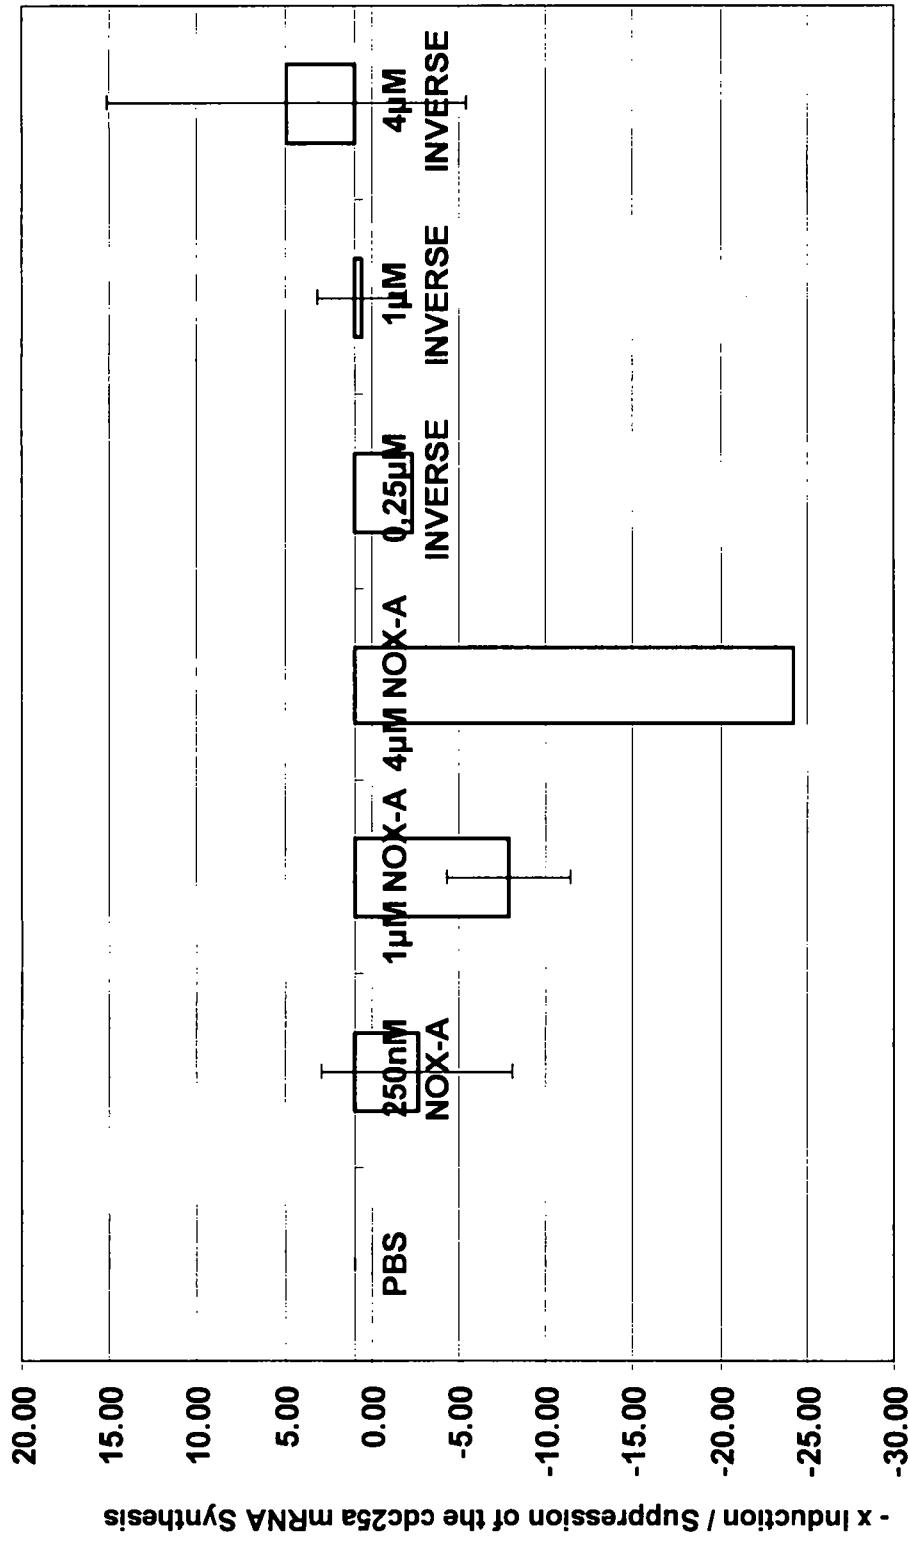 - x Induction / Suppression of the cdc25a mRNA Synthesis
20.00
15.00
10.00
5.00
0.00
-5.00
-10.00
-15.00
-20.00
-25.00
-30.00
PBS
250nM
NOX-A
1µM NOX-A
4µM NOX-A
0,25µM
INVERSE
1µM
INVERSE
4µM
INVERSE